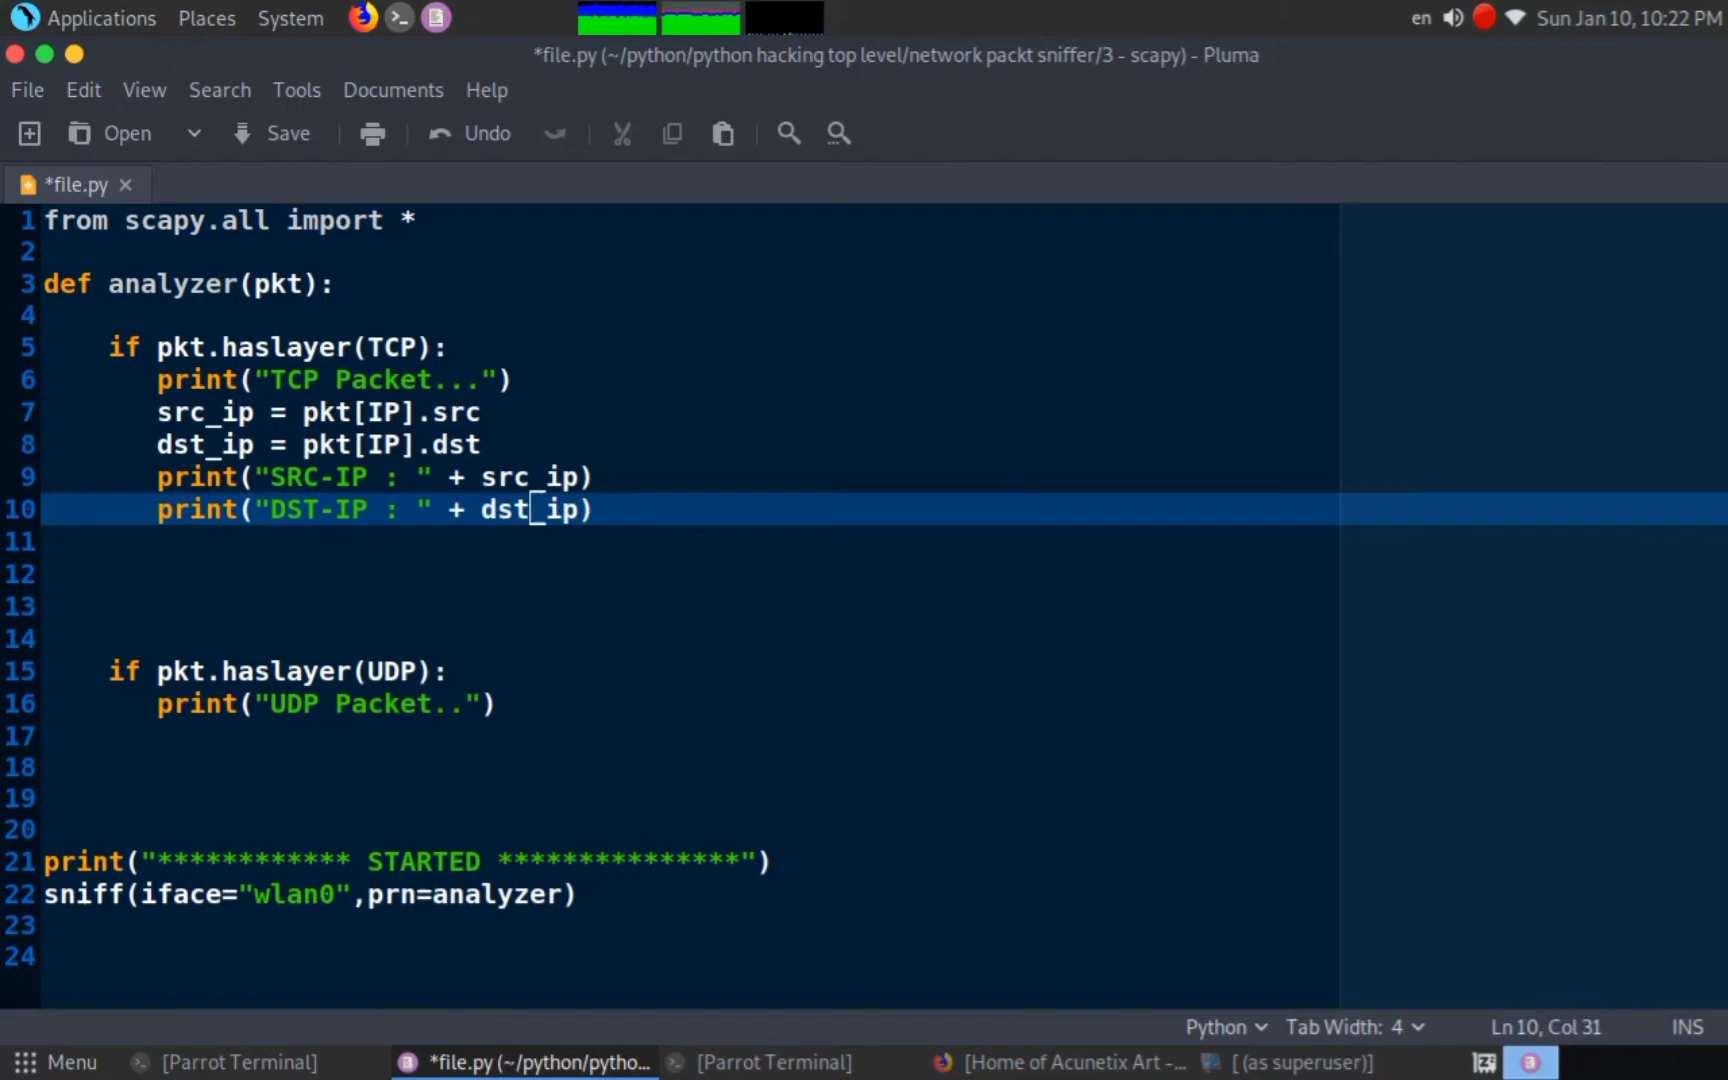 Applications Places System en Sun Jan 10, 10:22 PM
*file.py (~/python/python hacking top level/network packt sniffer/3 - scapy) - Pluma
File Edit View Search Tools Documents Help
Open Save Undo
*file.py
1 from scapy.all import *
2
3 def analyzer(pkt):
4
5 if pkt.haslayer(TCP):
6 print("TCP Packet...")
7 src_ip = pkt[IP].src
8 dst_ip = pkt[IP].dst
9 print("SRC-IP : " + src_ip)
10 print("DST-IP : " + dst_ip)
11
12
13
14
15 if pkt.haslayer(UDP):
16 print("UDP Packet..")
17
18
19
20
21 print("************ STARTED ***************")
22 sniff(iface="wlan0",prn=analyzer)
23
24
Python Tab Width: 4 Ln 10, Col 31 INS
Menu [Parrot Terminal] *file.py (~/python/pytho... [Parrot Terminal] [Home of Acunetix Art -... [ (as superuser)]